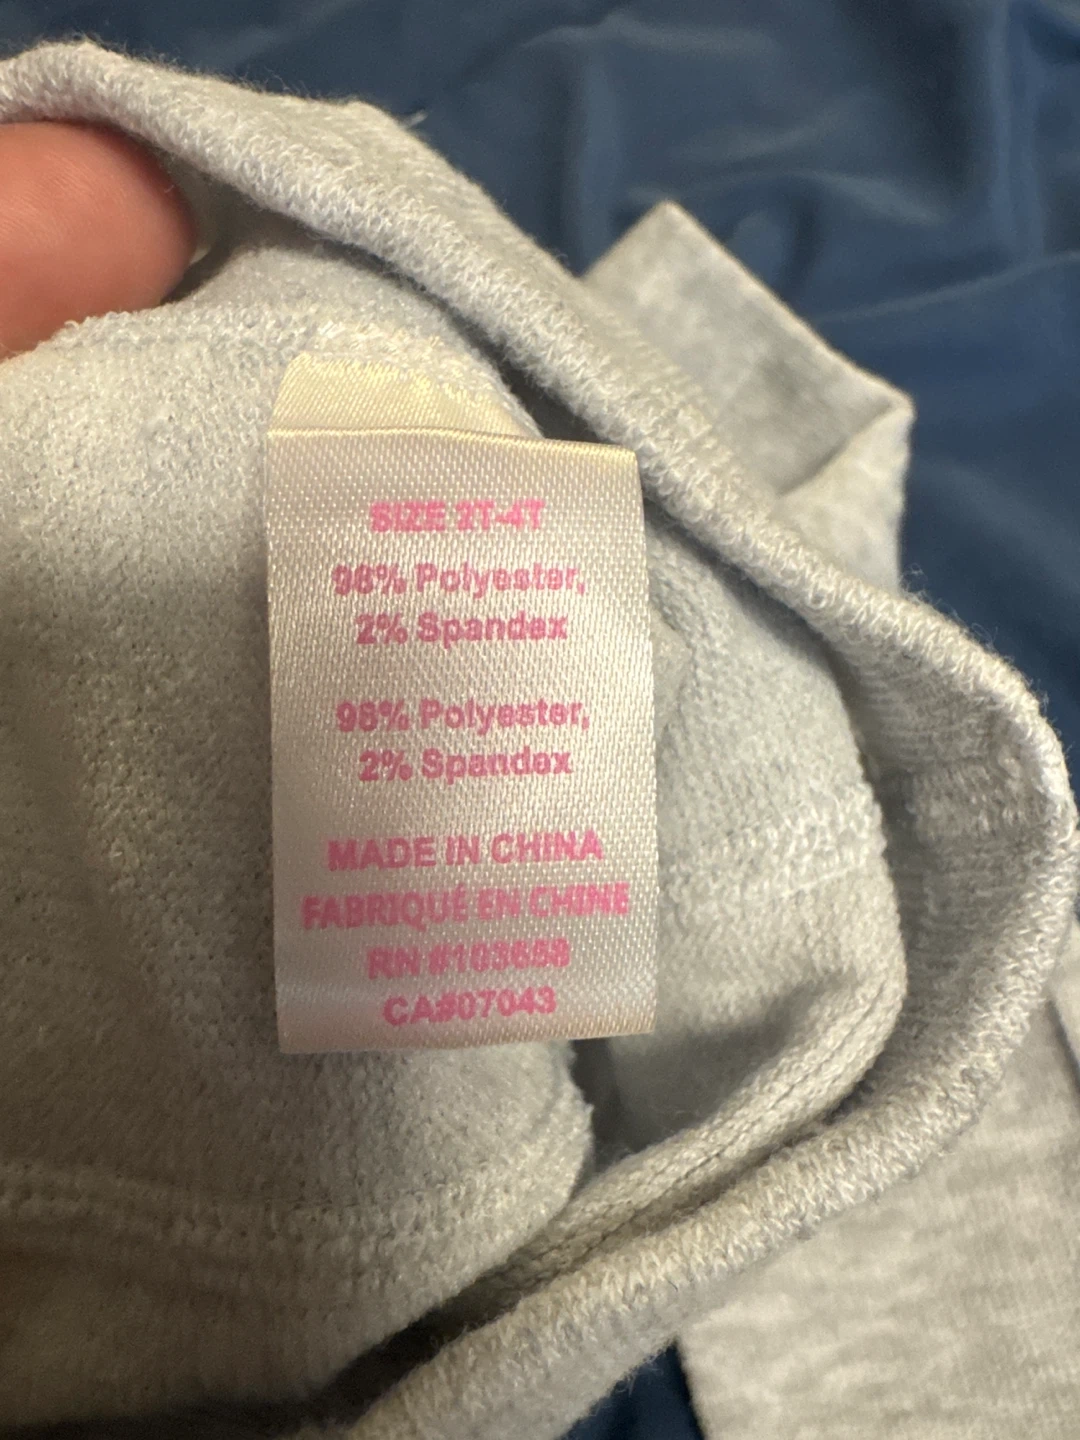 SIZE 2T-4T
98% Polyester,
2% Spandex
98% Polyester,
2% Spandex
MADE IN CHINA
FABRIQUÉ EN CHINE
RN #103658
CA#07043